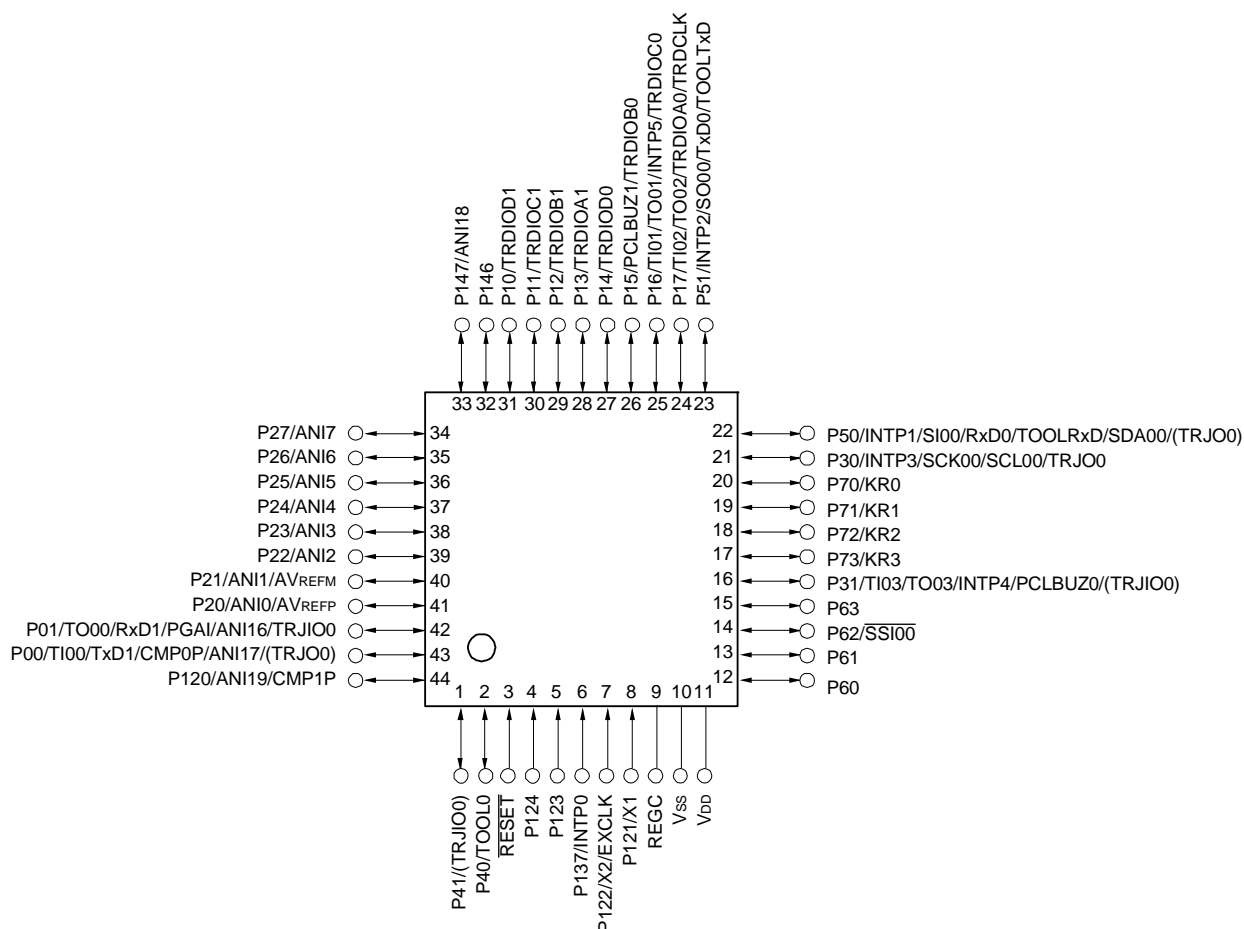 P147/ANI18
P146
P10/TRDIOD1
P11/TRDIOC1
P12/TRDIOB1
P13/TRDIOA1
P14/TRDIOD0
P15/PCLBUZ1/TRDIOB0
P16/TI01/TO01/INTP5/TRDIOC0
P17/TI02/TO02/TRDIOA0/TRDCLK
P51/INTP2/SO00/TxD0/TOOLTxD
33 32 31 30 29 28 27 26 25 24 23
P27/ANI7 34
P26/ANI6 35
P25/ANI5 36
P24/ANI4 37
P23/ANI3 38
P22/ANI2 39
P21/ANI1/AVREFM 40
P20/ANI0/AVREFP 41
P01/TO00/RxD1/PGAI/ANI16/TRJIO0 42
P00/TI00/TxD1/CMP0P/ANI17/(TRJO0) 43
P120/ANI19/CMP1P 44
22 P50/INTP1/SI00/RxD0/TOOLRxD/SDA00/(TRJO0)
21 P30/INTP3/SCK00/SCL00/TRJO0
20 P70/KR0
19 P71/KR1
18 P72/KR2
17 P73/KR3
16 P31/TI03/TO03/INTP4/PCLBUZ0/(TRJIO0)
15 P63
14 P62/SSI00
13 P61
12 P60
1 2 3 4 5 6 7 8 9 10 11
P41/(TRJIO0)
P40/TOOL0
RESET
P124
P123
P137/INTP0
P122/X2/EXCLK
P121/X1
REGC
VSS
VDD